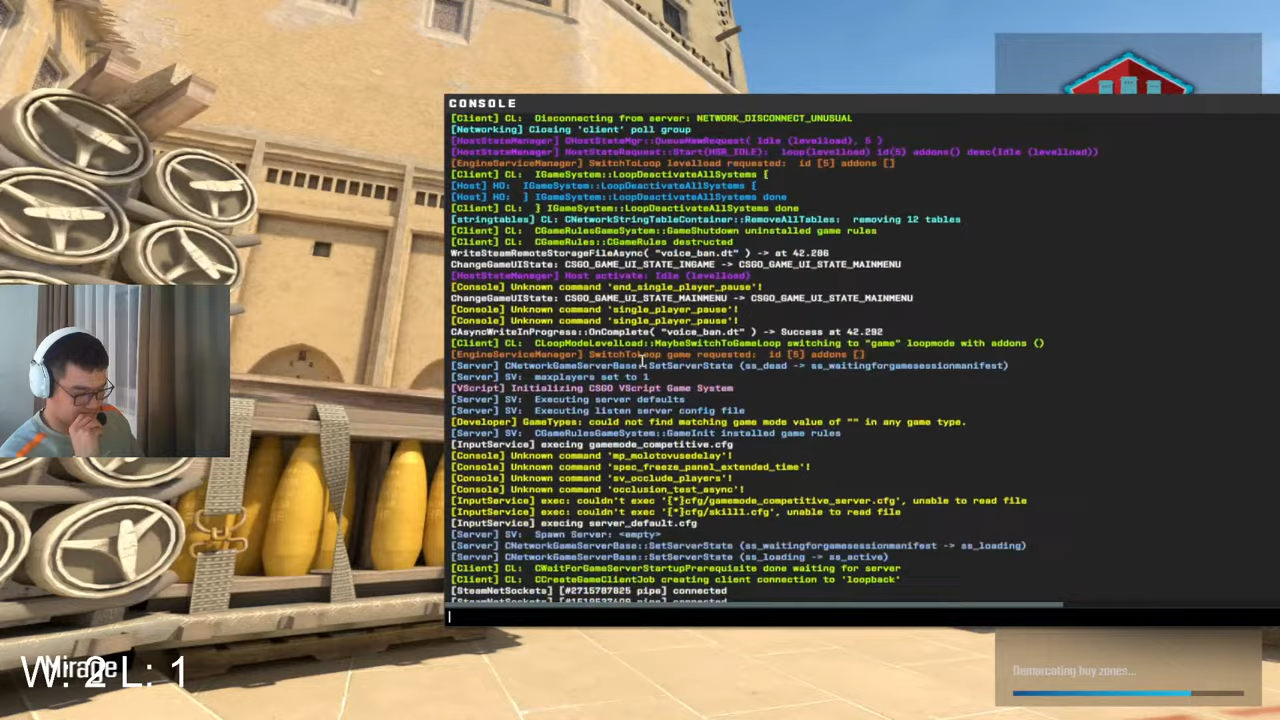 CONSOLE
[Client] CL:  Disconnecting from server: NETWORK_DISCONNECT_UNUSUAL
[Networking] Closing 'client' poll group
[HostStateManager] CHostStateMgr::QueueNewRequest( Idle (levelload), 5 )
[HostStateManager] HostStateRequest::Start(HSR_IDLE):  loop(levelload) id(5) addons() desc(Idle (levelload))
[EngineServiceManager] SwitchToLoop levelload requested:  id [5] addons []
[Client] CL:  IGameSystem::LoopDeactivateAllSystems {
[Host] HO:  IGameSystem::LoopDeactivateAllSystems {
[Host] HO:  } IGameSystem::LoopDeactivateAllSystems done
[Client] CL:  } IGameSystem::LoopDeactivateAllSystems done
[stringtables] CL: CNetworkStringTableContainer::RemoveAllTables:  removing 12 tables
[Client] CL:  CGameRulesGameSystem::GameShutdown uninstalled game rules
[Client] CL:  CGameRules::CGameRules destructed
WriteSteamRemoteStorageFileAsync( "voice_ban.dt" ) -> at 42.286
ChangeGameUIState: CSGO_GAME_UI_STATE_INGAME -> CSGO_GAME_UI_STATE_MAINMENU
[HostStateManager] Host activate: Idle (levelload)
[Console] Unknown command 'end_single_player_pause'!
ChangeGameUIState: CSGO_GAME_UI_STATE_MAINMENU -> CSGO_GAME_UI_STATE_MAINMENU
[Console] Unknown command 'single_player_pause'!
[Console] Unknown command 'single_player_pause'!
CAsyncWriteInProgress::OnComplete( "voice_ban.dt" ) -> Success at 42.292
[Client] CL:  CLoopModeLevelLoad::MaybeSwitchToGameLoop switching to "game" loopmode with addons ()
[EngineServiceManager] SwitchToLoop game requested:  id [5] addons []
[Server] CNetworkGameServerBase::SetServerState (ss_dead -> ss_waitingforgamesessionmanifest)
[Server] SV:  maxplayers set to 1
[VScript] Initializing CSGO VScript Game System
[Server] SV:  Executing server defaults
[Server] SV:  Executing listen server config file
[Developer] GameTypes: could not find matching game mode value of "" in any game type.
[Server] SV:  CGameRulesGameSystem::GameInit installed game rules
[InputService] execing gamemode_competitive.cfg
[Console] Unknown command 'mp_molotovusedelay'!
[Console] Unknown command 'spec_freeze_panel_extended_time'!
[Console] Unknown command 'sv_occlude_players'!
[Console] Unknown command 'occlusion_test_async'!
[InputService] exec: couldn't exec '{*}cfg/gamemode_competitive_server.cfg', unable to read file
[InputService] exec: couldn't exec '{*}cfg/skill1.cfg', unable to read file
[InputService] execing server_default.cfg
[Server] SV:  Spawn Server: <empty>
[Server] CNetworkGameServerBase::SetServerState (ss_waitingforgamesessionmanifest -> ss_loading)
[Server] CNetworkGameServerBase::SetServerState (ss_loading -> ss_active)
[Client] CL:  CWaitForGameServerStartupPrerequisite done waiting for server
[Client] CL:  CCreateGameClientJob creating client connection to 'loopback'
[SteamNetSockets] [#2715787825 pipe] connected
Mirage
W: 2 L: 1
Demarcating buy zones...